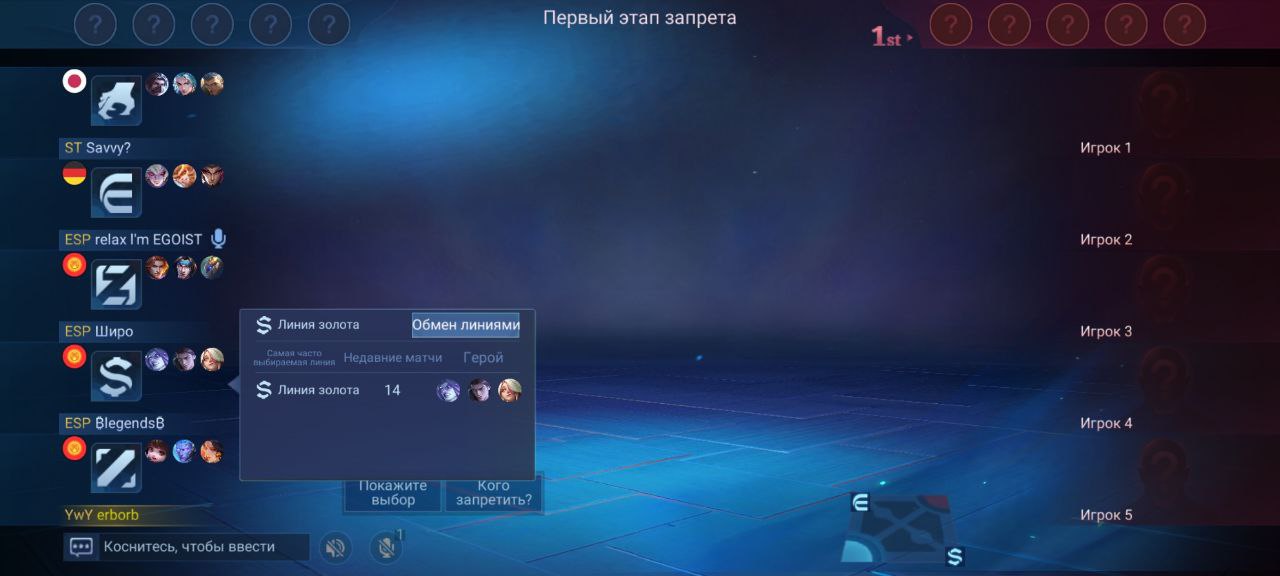 ? ? ? ? ?
Первый этап запрета
1st
? ? ? ? ?
ST Savvy?
ESP relax I'm EGOIST
ESP Широ
ESP ₿legends₿
YwY erborb
Линия золота
Обмен линиями
Самая часто
выбираемая линия
Недавние матчи
Герой
Линия золота
14
Покажите
выбор
Кого
запретить?
Коснитесь, чтобы ввести
1
Игрок 1
Игрок 2
Игрок 3
Игрок 4
Игрок 5